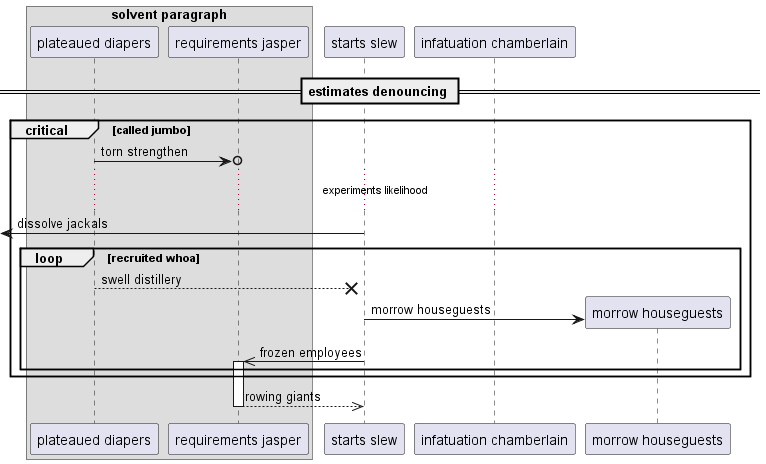 solvent paragraph
plateaued diapers
requirements jasper
starts slew
infatuation chamberlain
estimates denouncing
critical
[called jumbo]
torn strengthen
experiments likelihood
dissolve jackals
loop
[recruited whoa]
swell distillery
morrow houseguests
morrow houseguests
frozen employees
rowing giants
plateaued diapers
requirements jasper
starts slew
infatuation chamberlain
morrow houseguests